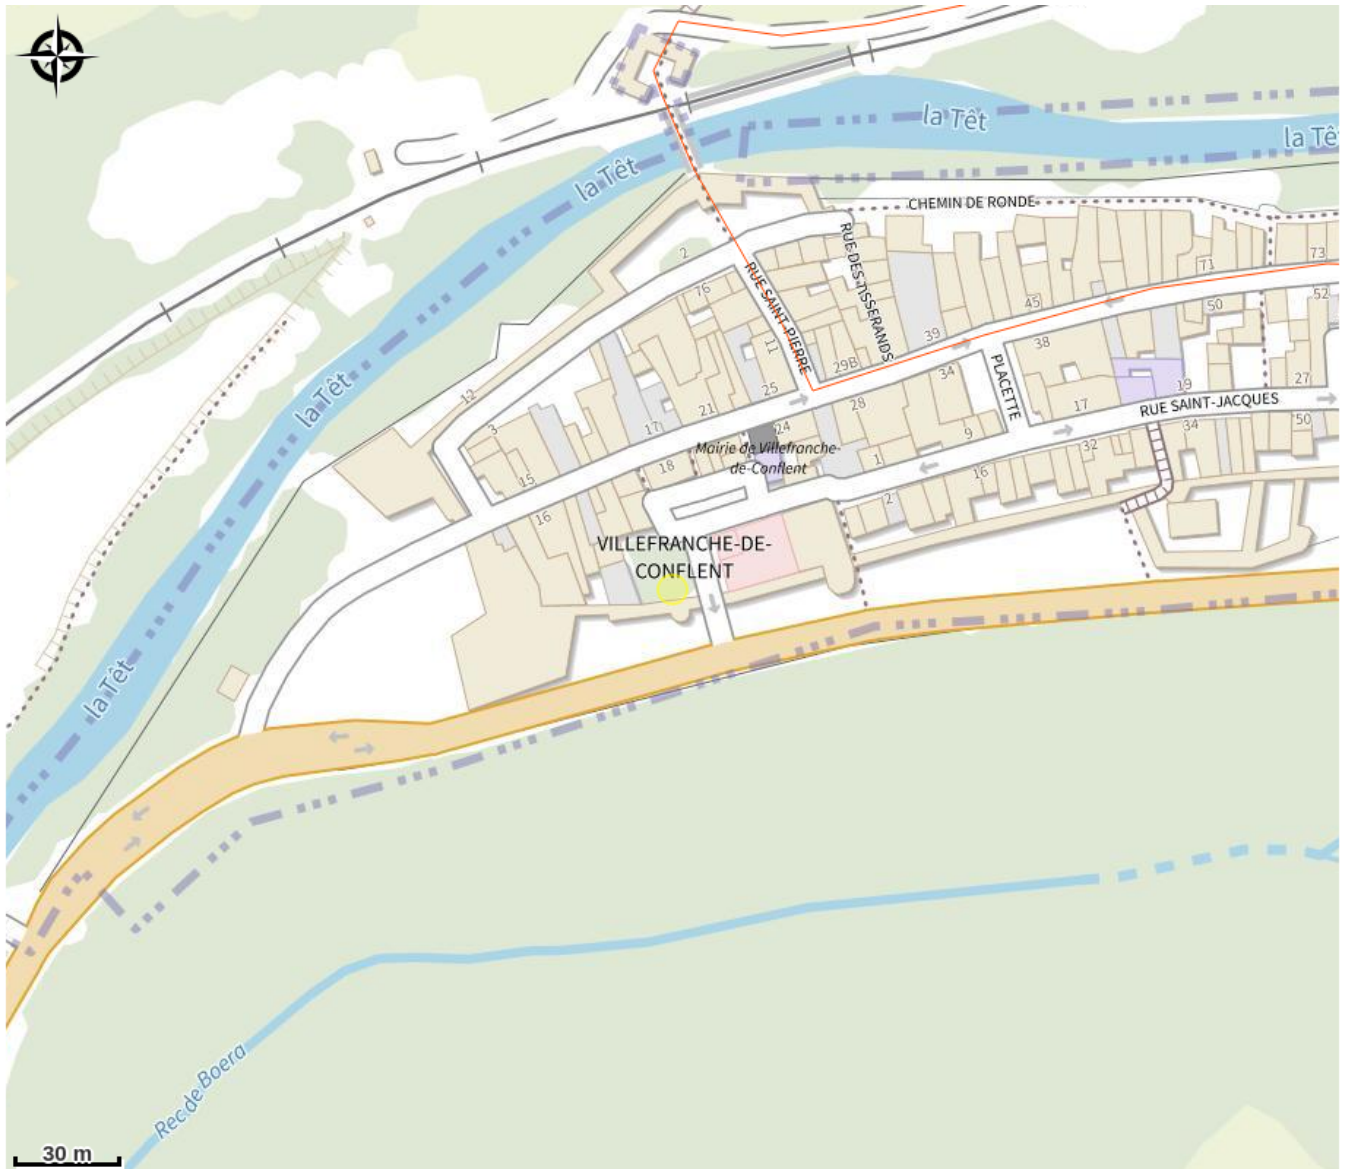 la Têt
la Tê
la Têt
CHEMIN DE RONDE
RUE DES TISSERANDS
2
73
71
RUE SAINT-PIERRE
76
52
50
45
39
38
11
29B
PLACETTE
34
19
27
25
12
28
17
RUE SAINT-JACQUES
21
la Têt
24
34
50
17
3
9
Mairie de Villefranche-
de-Conflent
32
18
1
16
15
2
16
VILLEFRANCHE-DE-
CONFLENT
la Têt
Rec de Boera
30 m